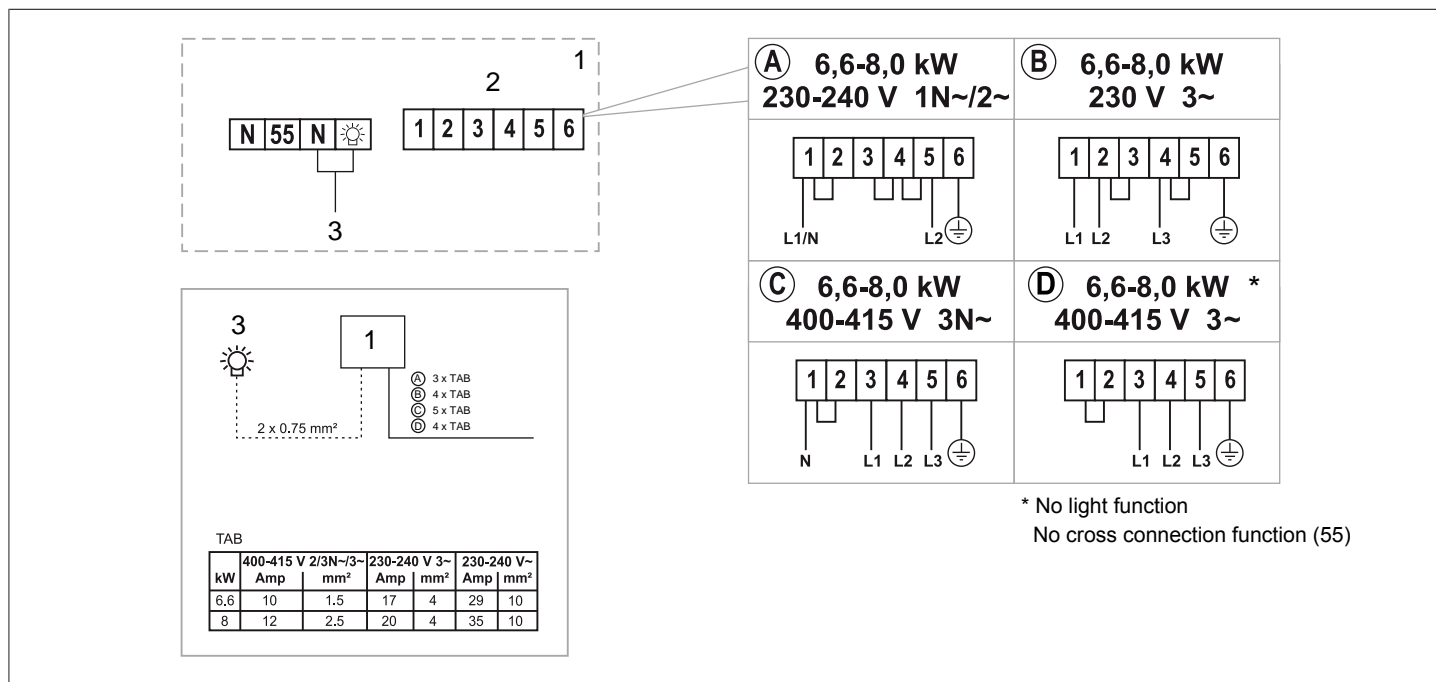 1
2
N 55 N
1 2 3 4 5 6
3
A 6,6-8,0 kW
230-240 V 1N~/2~
1 2 3 4 5 6
L1/N L2
B 6,6-8,0 kW
230 V 3~
1 2 3 4 5 6
L1 L2 L3
C 6,6-8,0 kW
400-415 V 3N~
1 2 3 4 5 6
N L1 L2 L3
D 6,6-8,0 kW *
400-415 V 3~
1 2 3 4 5 6
L1 L2 L3
* No light function
No cross connection function (55)
3
1
A 3 x TAB
B 4 x TAB
C 5 x TAB
D 4 x TAB
2 x 0.75 mm²
TAB
400-415 V 2/3N~/3~ 230-240 V 3~ 230-240 V~
kW Amp mm² Amp mm² Amp mm²
6.6 10 1.5 17 4 29 10
8 12 2.5 20 4 35 10